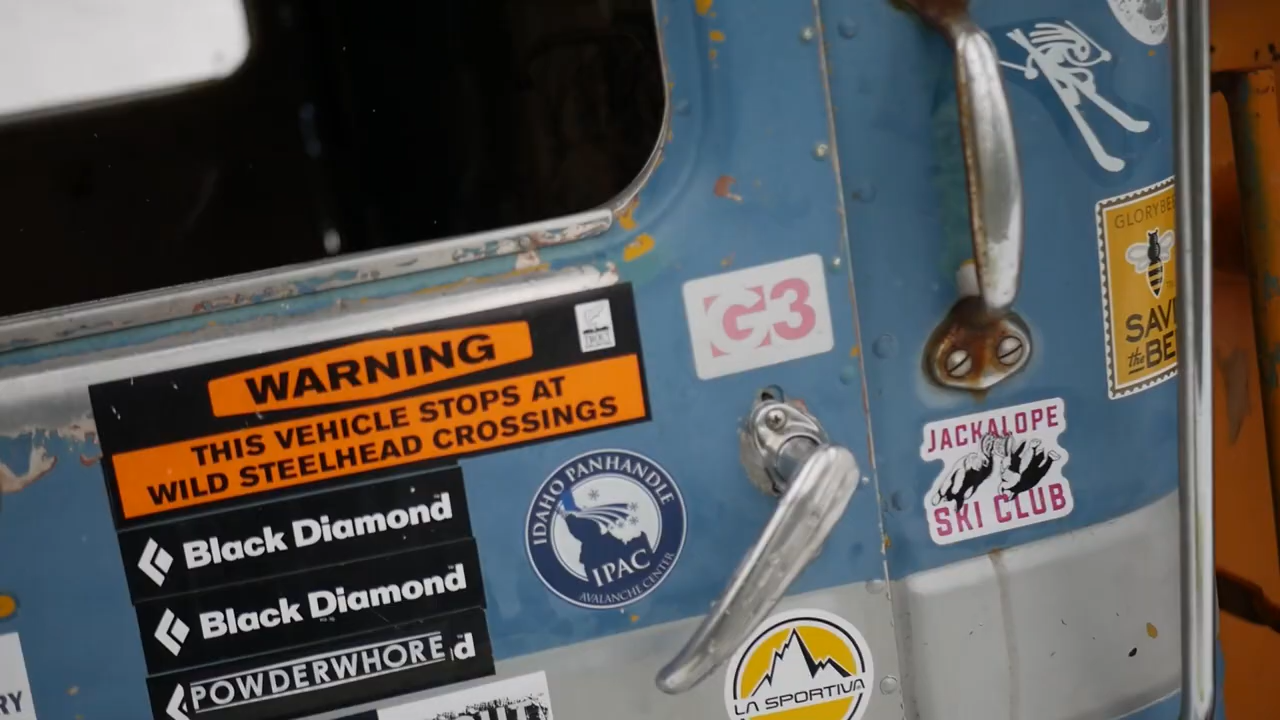 WARNING
THIS VEHICLE STOPS AT
WILD STEELHEAD CROSSINGS
Black Diamond
Black Diamond
POWDERWHORE
d
G3
IDAHO PANHANDLE
IPAC
AVALANCHE CENTER
LA SPORTIVA
JACKALOPE
SKI CLUB
GLORYBEE
SAVE
the BEE
RY